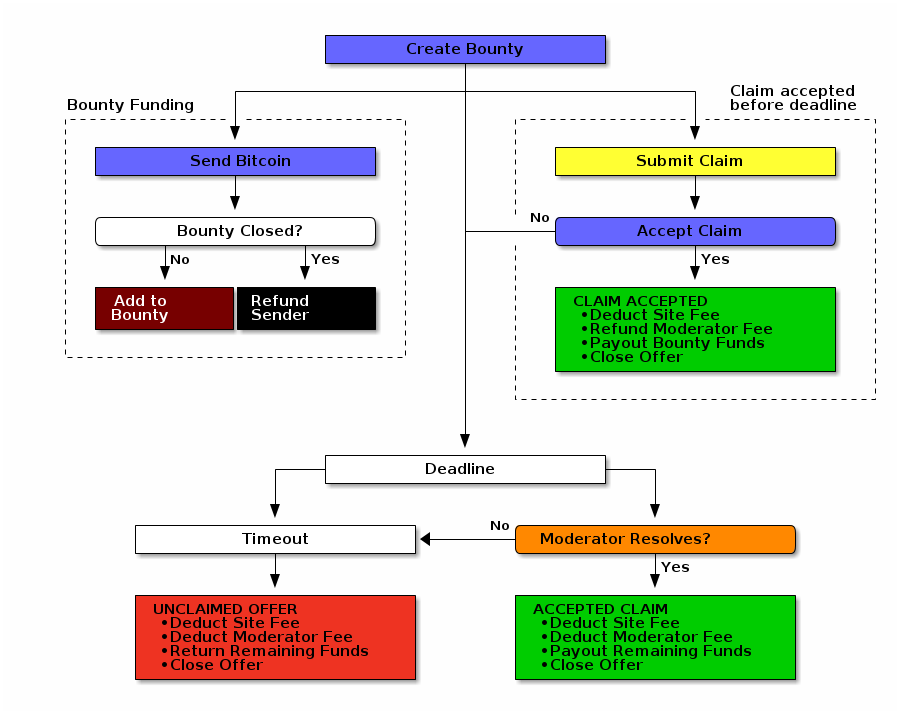 Create Bounty
Bounty Funding
Claim accepted
before deadline
Send Bitcoin
Submit Claim
Bounty Closed?
No
Accept Claim
No
Yes
Yes
Add to
Bounty
Refund
Sender
CLAIM ACCEPTED
•Deduct Site Fee
•Refund Moderator Fee
•Payout Bounty Funds
•Close Offer
Deadline
Timeout
No
Moderator Resolves?
Yes
UNCLAIMED OFFER
•Deduct Site Fee
•Deduct Moderator Fee
•Return Remaining Funds
•Close Offer
ACCEPTED CLAIM
•Deduct Site Fee
•Deduct Moderator Fee
•Payout Remaining Funds
•Close Offer